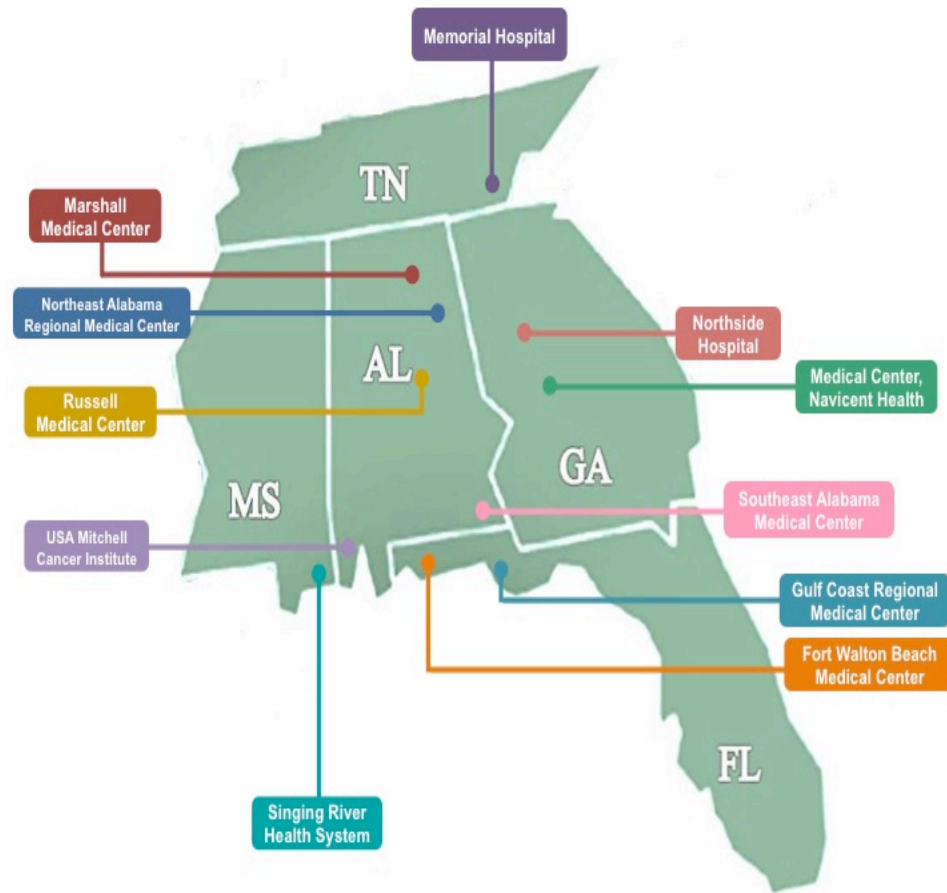 Memorial Hospital
TN
Marshall
Medical Center
Northeast Alabama
Regional Medical Center
Northside
Hospital
AL
Medical Center,
Navicent Health
Russell
Medical Center
GA
MS
Southeast Alabama
Medical Center
USA Mitchell
Cancer Institute
Gulf Coast Regional
Medical Center
Fort Walton Beach
Medical Center
FL
Singing River
Health System